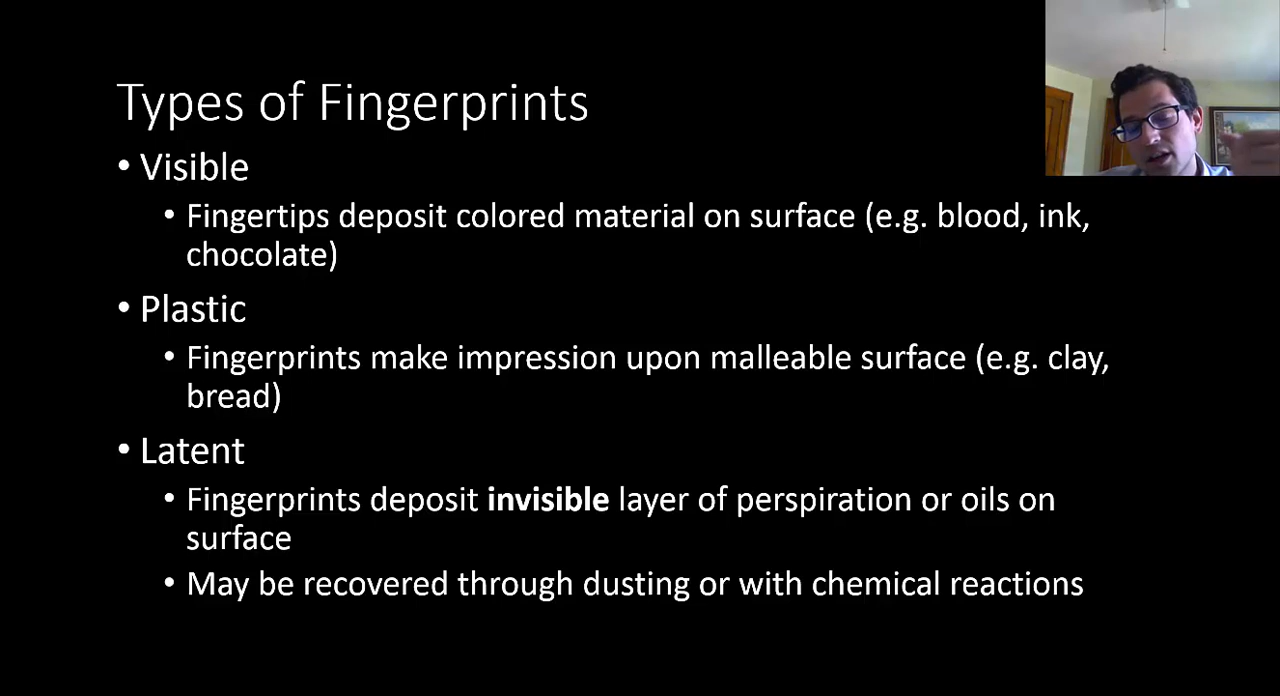 Types of Fingerprints
• Visible
• Fingertips deposit colored material on surface (e.g. blood, ink,
chocolate)
• Plastic
• Fingerprints make impression upon malleable surface (e.g. clay,
bread)
• Latent
• Fingerprints deposit invisible layer of perspiration or oils on
surface
• May be recovered through dusting or with chemical reactions